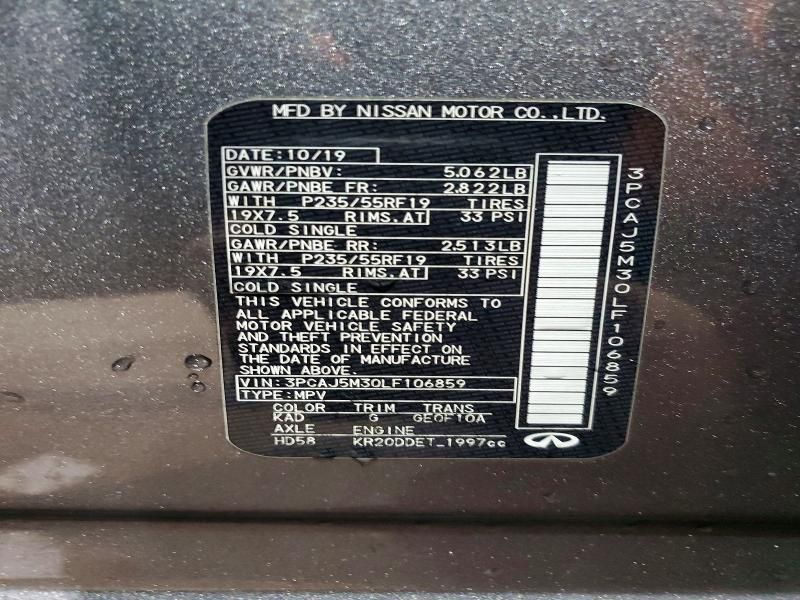 MFD BY NISSAN MOTOR CO.,LTD.
DATE:10/19
GVWR/PNBV: 5.062LB
GAWR/PNBE FR: 2.822LB
WITH P235/55RF19 TIRES
19X7.5 RIMS.AT 33 PSI
COLD SINGLE
GAWR/PNBE RR: 2.513LB
WITH P235/55RF19 TIRES
19X7.5 RIMS.AT 33 PSI
COLD SINGLE
THIS VEHICLE CONFORMS TO
ALL APPLICABLE FEDERAL
MOTOR VEHICLE SAFETY
AND THEFT PREVENTION
STANDARDS IN EFFECT ON
THE DATE OF MANUFACTURE
SHOWN ABOVE.
VIN: 3PCAJ5M30LF106859
TYPE: MPV
COLOR TRIM TRANS
KAD G GE0F10A
AXLE ENGINE
HD58 KR20DDET_1997cc
3PCAJ5M30LF106859